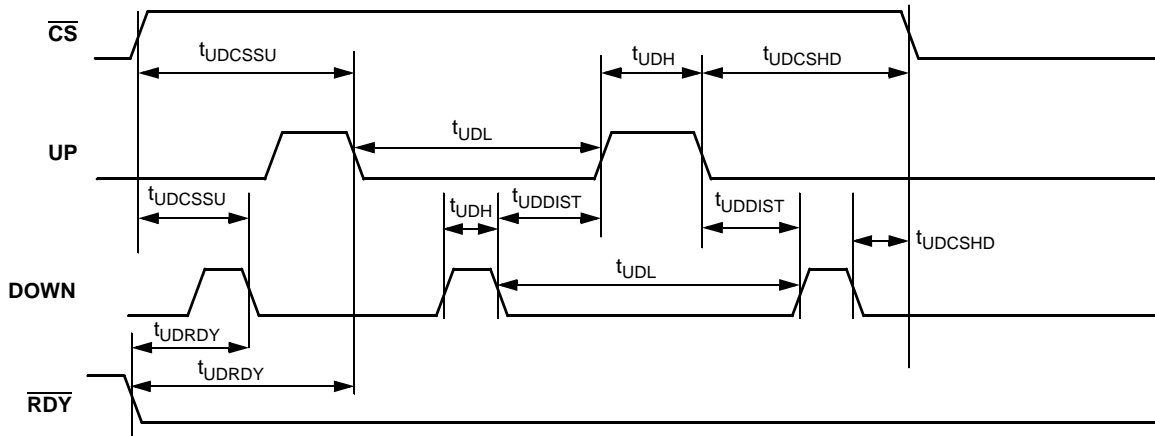 CS
tUDCSSU
tUDH
tUDCSHD
UP
tUDL
tUDCSSU
tUDH
tUDDIST
tUDDIST
tUDCSHD
DOWN
tUDL
tUDRDY
tUDRDY
RDY